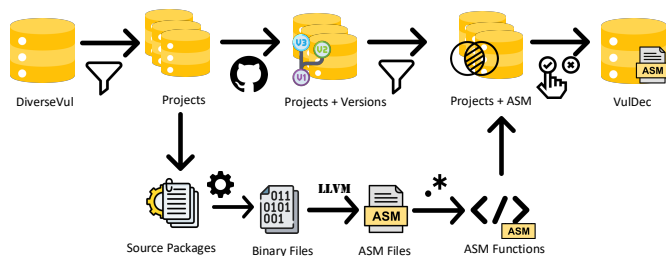 V3
V2
V1
ASM
DiverseVul
Projects
Projects + Versions
Projects + ASM
VulDec
LLVM
.*
011
0101
001
ASM
</>
ASM
Source Packages
Binary Files
ASM Files
ASM Functions